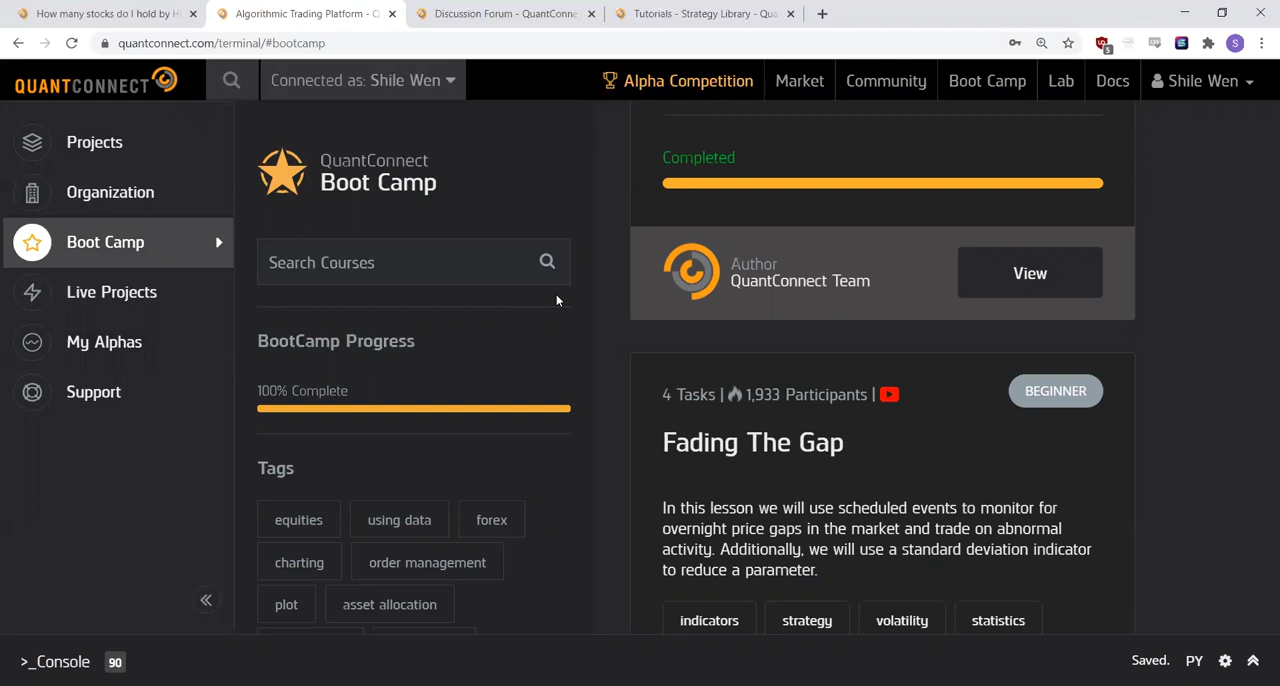 How many stocks do I hold by H
Algorithmic Trading Platform - Q
Discussion Forum - QuantConne
Tutorials - Strategy Library - Qua
quantconnect.com/terminal/#bootcamp
5
S
QUANTCONNECT
Connected as: Shile Wen
Alpha Competition
Market
Community
Boot Camp
Lab
Docs
Shile Wen
Projects
Organization
Boot Camp
Live Projects
My Alphas
Support
QuantConnect
Boot Camp
Search Courses
BootCamp Progress
100% Complete
Tags
equities
using data
forex
charting
order management
plot
asset allocation
Completed
Author
QuantConnect Team
View
4 Tasks | 1,933 Participants |
BEGINNER
Fading The Gap
In this lesson we will use scheduled events to monitor for
overnight price gaps in the market and trade on abnormal
activity. Additionally, we will use a standard deviation indicator
to reduce a parameter.
indicators
strategy
volatility
statistics
>_Console 90
Saved.
PY